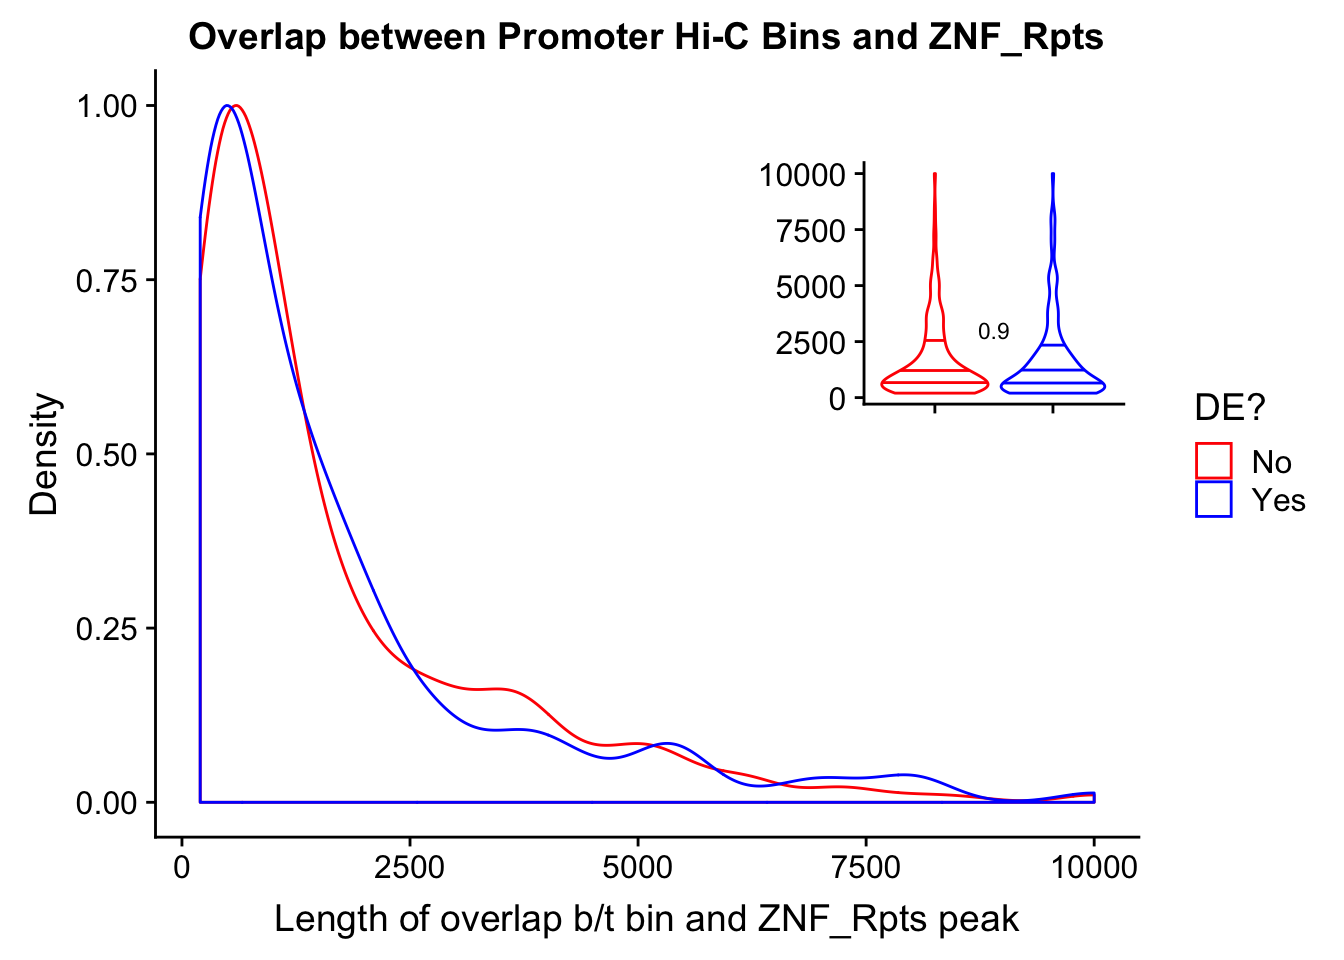 Overlap between Promoter Hi-C Bins and ZNF_Rpts
1.00
0.75
0.50
0.25
0.00
Density
0
2500
5000
7500
10000
Length of overlap b/t bin and ZNF_Rpts peak
10000
7500
5000
2500
0
0.9
DE?
No
Yes